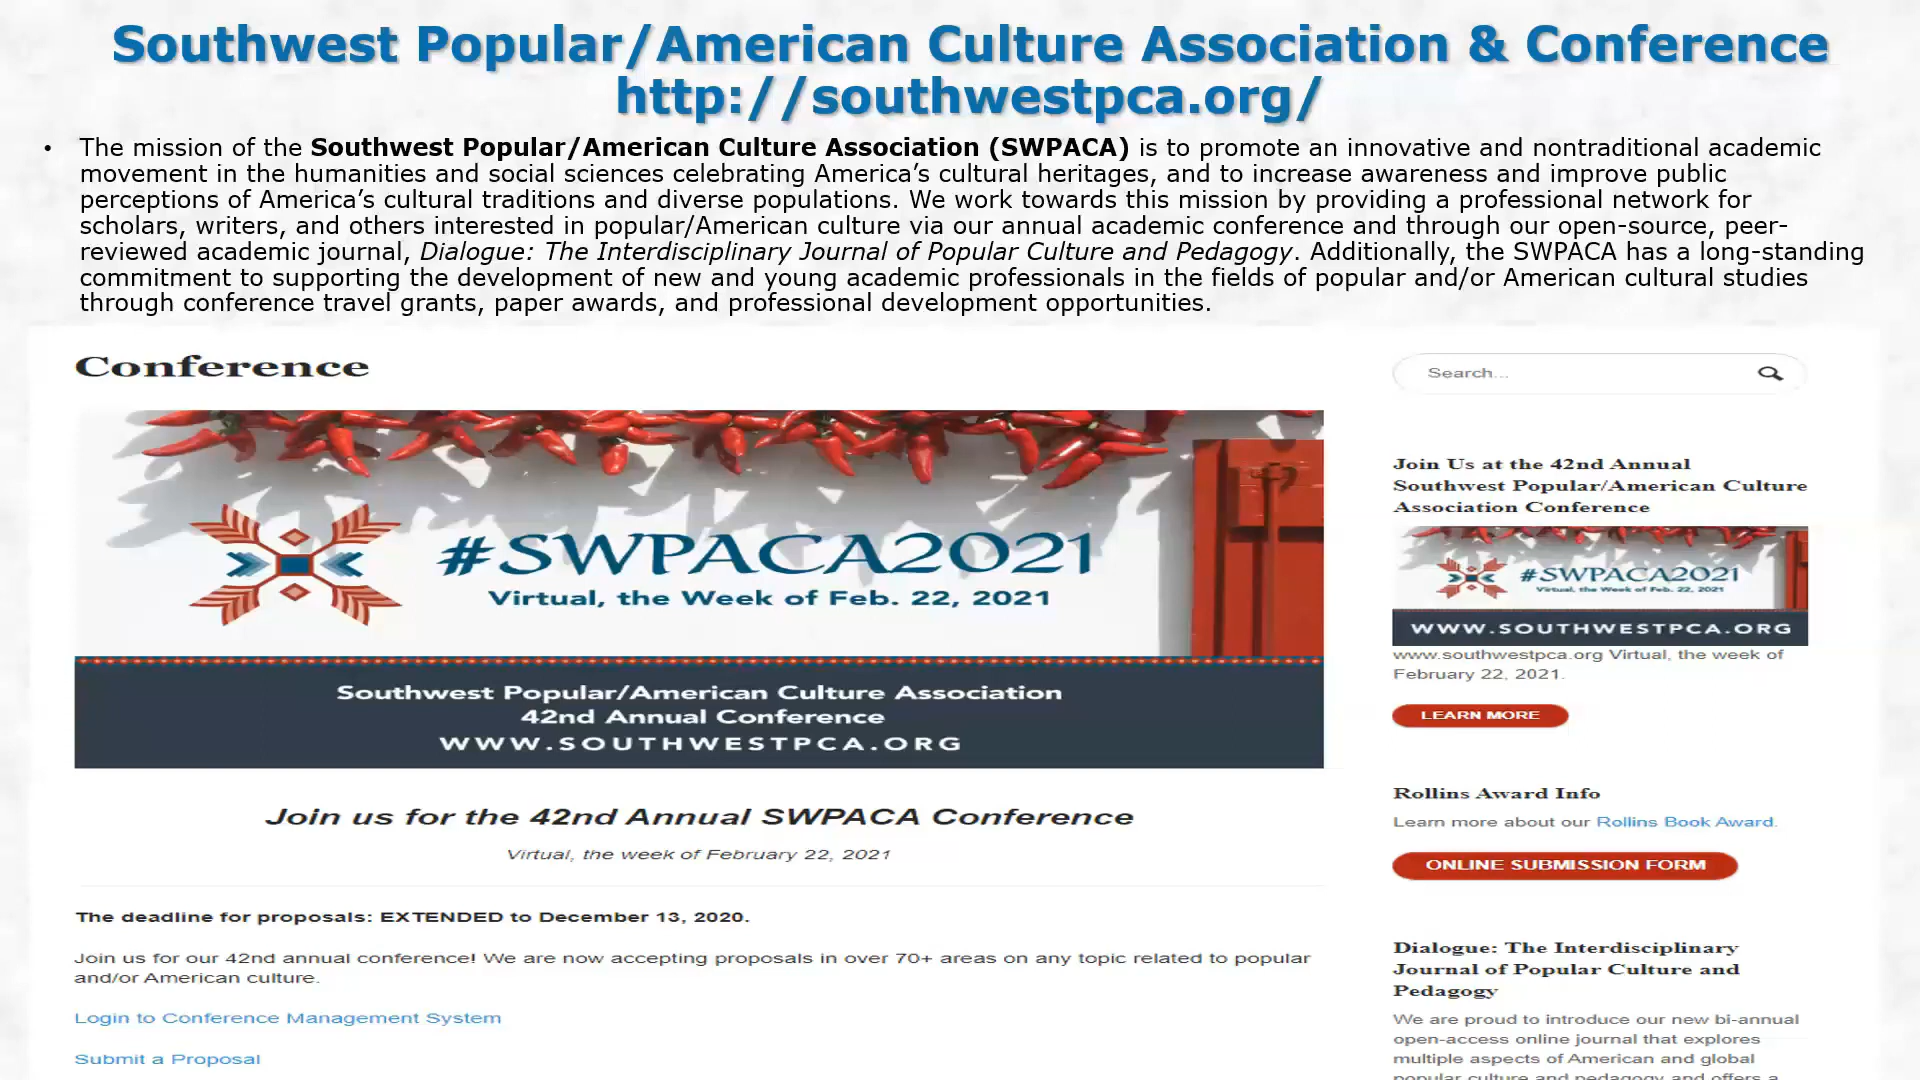 Southwest Popular/American Culture Association & Conference
http://southwestpca.org/
• The mission of the Southwest Popular/American Culture Association (SWPACA) is to promote an innovative and nontraditional academic
movement in the humanities and social sciences celebrating America’s cultural heritages, and to increase awareness and improve public
perceptions of America’s cultural traditions and diverse populations. We work towards this mission by providing a professional network for
scholars, writers, and others interested in popular/American culture via our annual academic conference and through our open-source, peer-
reviewed academic journal, Dialogue: The Interdisciplinary Journal of Popular Culture and Pedagogy. Additionally, the SWPACA has a long-standing
commitment to supporting the development of new and young academic professionals in the fields of popular and/or American cultural studies
through conference travel grants, paper awards, and professional development opportunities.
Conference
#SWPACA2021
Virtual, the Week of Feb. 22, 2021
Southwest Popular/American Culture Association
42nd Annual Conference
WWW.SOUTHWESTPCA.ORG
Join us for the 42nd Annual SWPACA Conference
Virtual, the week of February 22, 2021
The deadline for proposals: EXTENDED to December 13, 2020.
Join us for our 42nd annual conference! We are now accepting proposals in over 70+ areas on any topic related to popular
and/or American culture.
Login to Conference Management System
Submit a Proposal
Search...
Join Us at the 42nd Annual
Southwest Popular/American Culture
Association Conference
#SWPACA2021
Virtual, the Week of Feb. 22, 2021
WWW.SOUTHWESTPCA.ORG
www.southwestpca.org Virtual, the week of
February 22, 2021.
LEARN MORE
Rollins Award Info
Learn more about our Rollins Book Award.
ONLINE SUBMISSION FORM
Dialogue: The Interdisciplinary
Journal of Popular Culture and
Pedagogy
We are proud to introduce our new bi-annual
open-access online journal that explores
multiple aspects of American and global
popular culture and pedagogy and offers a